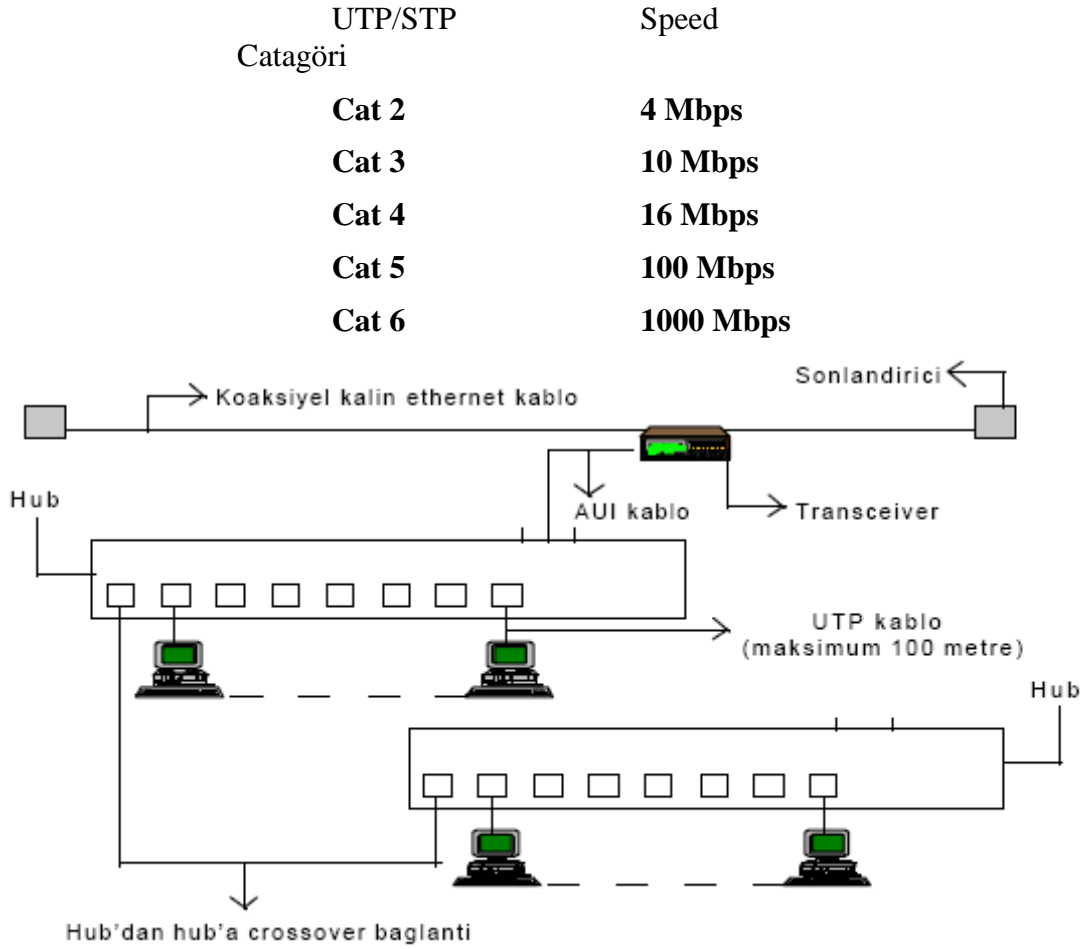 UTP/STP Speed
Catagöri
Cat 2 4 Mbps
Cat 3 10 Mbps
Cat 4 16 Mbps
Cat 5 100 Mbps
Cat 6 1000 Mbps
Sonlandirici
Koaksiyel kalin ethernet kablo
Hub
AUI kablo
Transceiver
UTP kablo
(maksimum 100 metre)
Hub
Hub'dan hub'a crossover baglanti